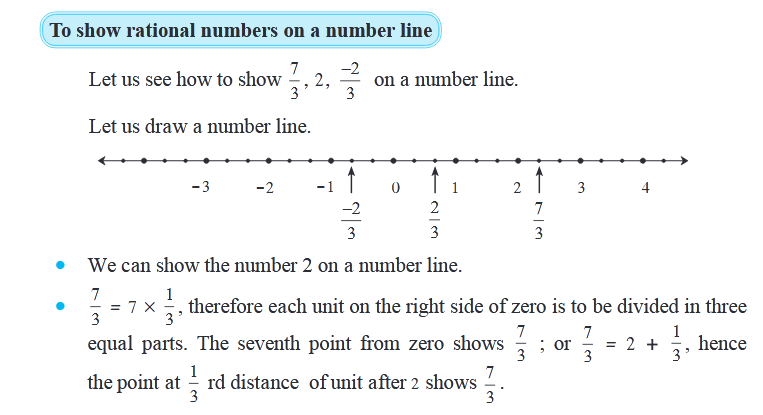 To show rational numbers on a number line
Let us see how to show 7/3, 2, −2/3 on a number line.
Let us draw a number line.
−3 −2 −1 0 1 2 3 4
−2/3 2/3 7/3
• We can show the number 2 on a number line.
• 7/3 = 7 × 1/3, therefore each unit on the right side of zero is to be divided in three
equal parts. The seventh point from zero shows 7/3 ; or 7/3 = 2 + 1/3, hence
the point at 1/3 rd distance of unit after 2 shows 7/3.